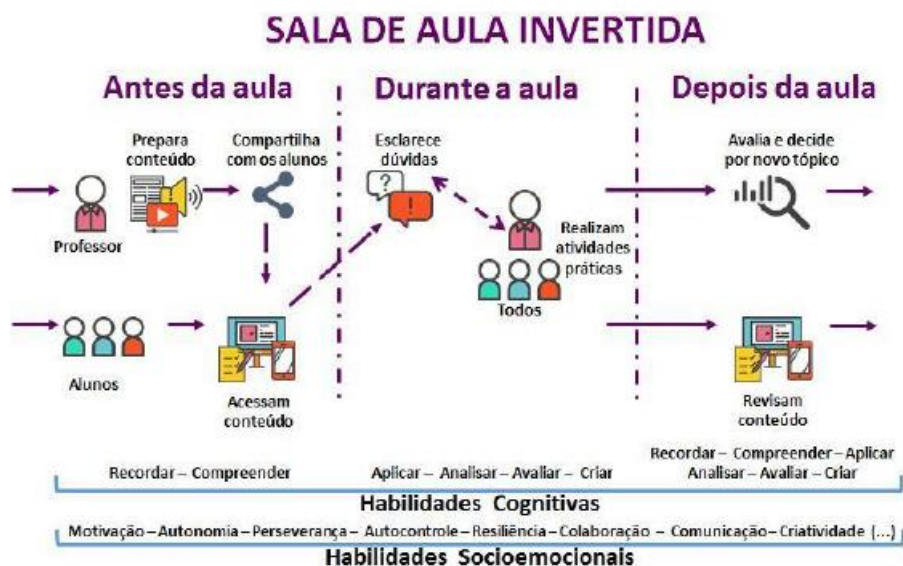 SALA DE AULA INVERTIDA
Antes da aula
Durante a aula
Depois da aula
Prepara
conteúdo
Compartilha
com os alunos
Professor
Alunos
Acessam
conteúdo
Esclarece
dúvidas
?
!
Realizam
atividades
práticas
Todos
Avalia e decide
por novo tópico
Revisam
conteúdo
Recordar – Compreender
Aplicar – Analisar – Avaliar – Criar
Recordar – Compreender – Aplicar
Analisar – Avaliar – Criar
Habilidades Cognitivas
Motivação – Autonomia – Perseverança – Autocontrole – Resiliência – Colaboração – Comunicação – Criatividade (...)
Habilidades Socioemocionais